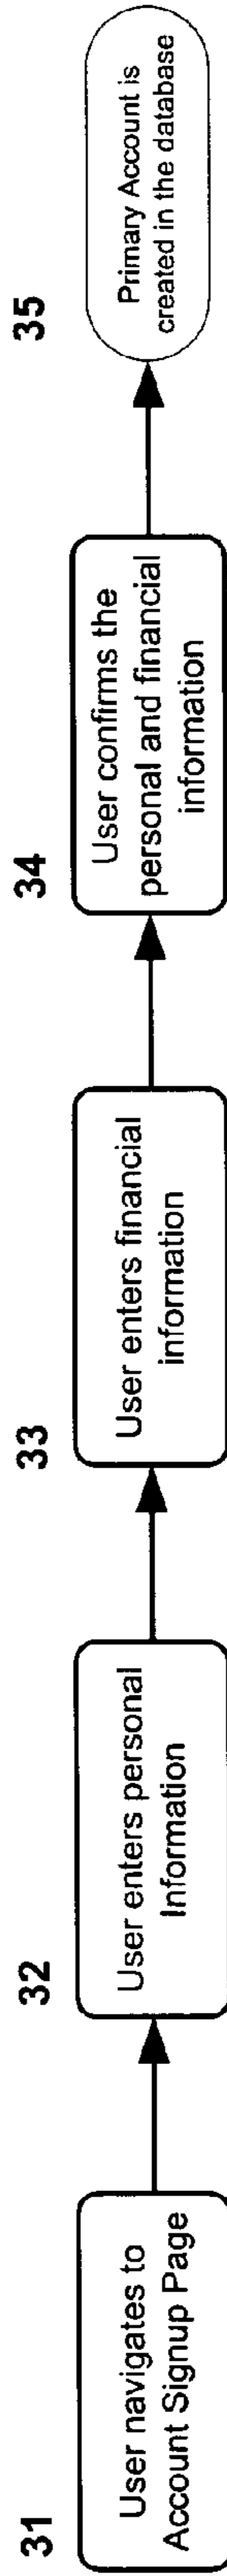 31
User navigates to
Account Signup Page
32
User enters personal
Information
33
User enters financial
information
34
User confirms the
personal and financial
information
35
Primary Account is
created in the database